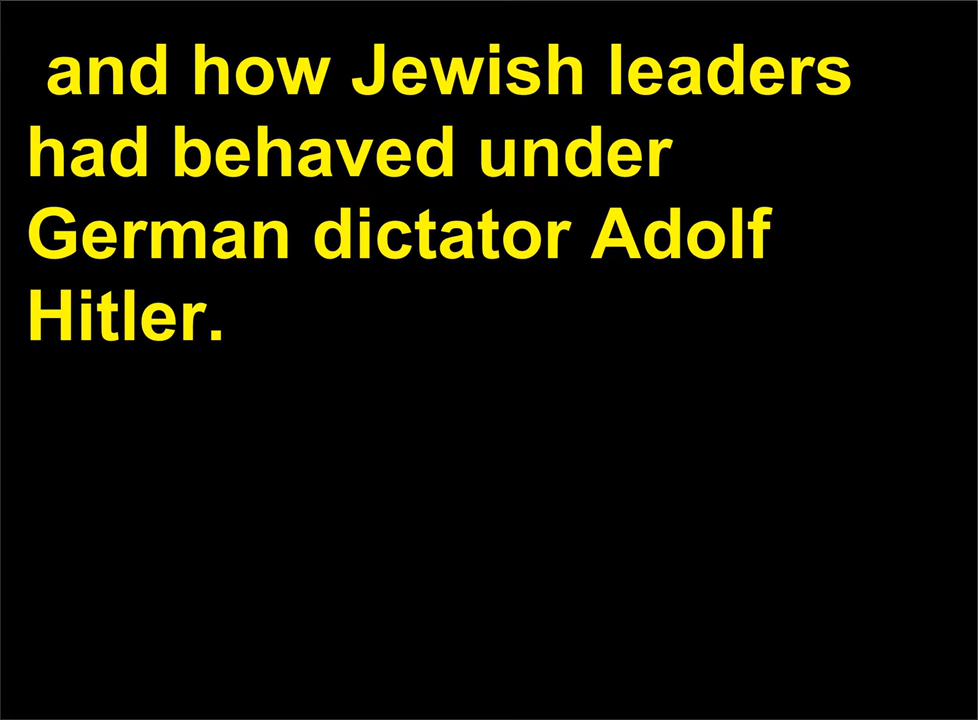 and how Jewish leaders
had behaved under
German dictator Adolf
Hitler.